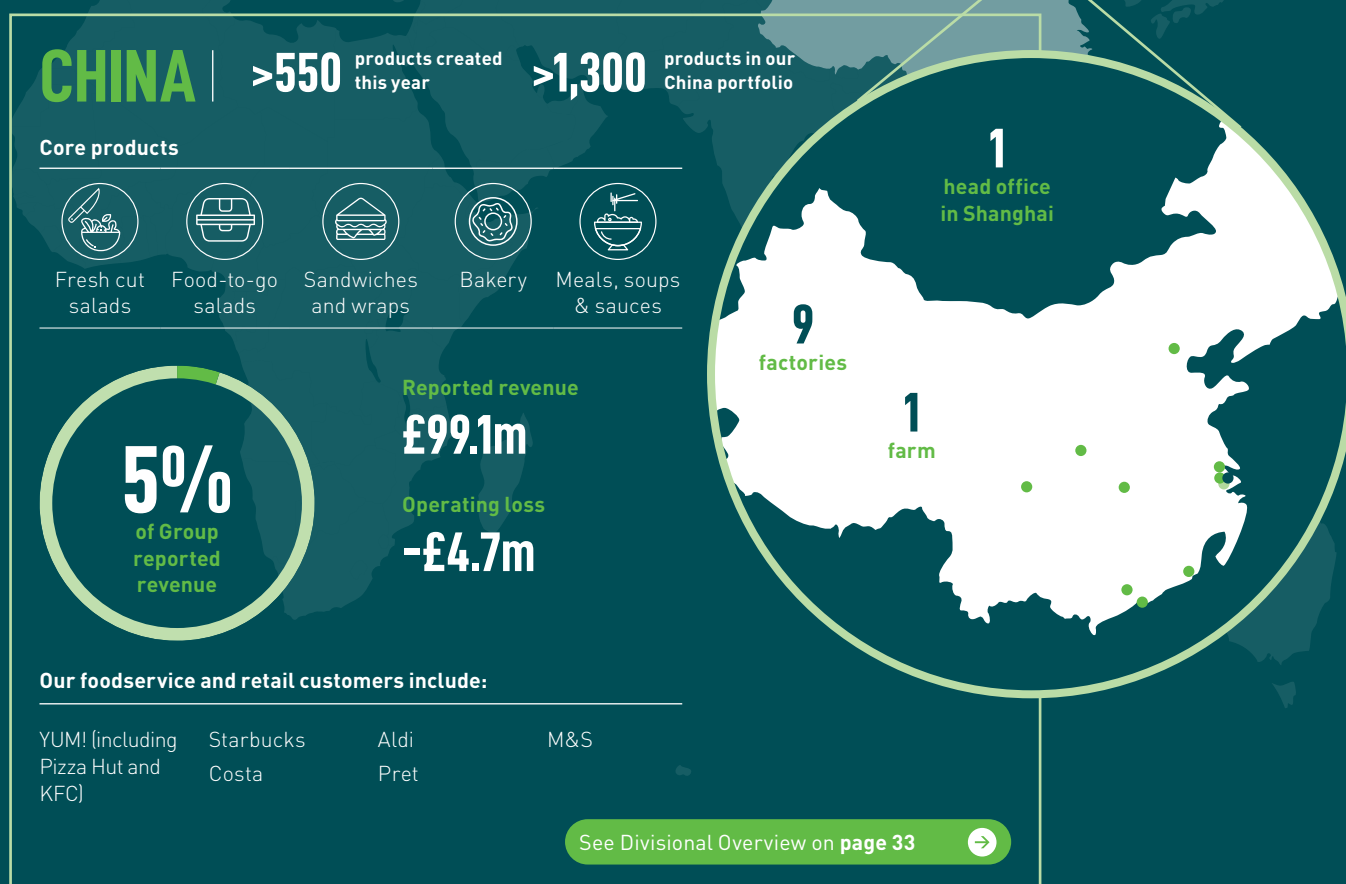 CHINA
>550
products created
this year
>1,300
products in our
China portfolio
Core products
Fresh cut
salads
Food-to-go
salads
Sandwiches
and wraps
Bakery
Meals, soups
& sauces
5%
of Group
reported
revenue
Reported revenue
£99.1m
Operating loss
-£4.7m
1
head office
in Shanghai
9
factories
1
farm
Our foodservice and retail customers include:
YUM! (including
Pizza Hut and
KFC)
Starbucks
Costa
Aldi
Pret
M&S
See Divisional Overview on page 33